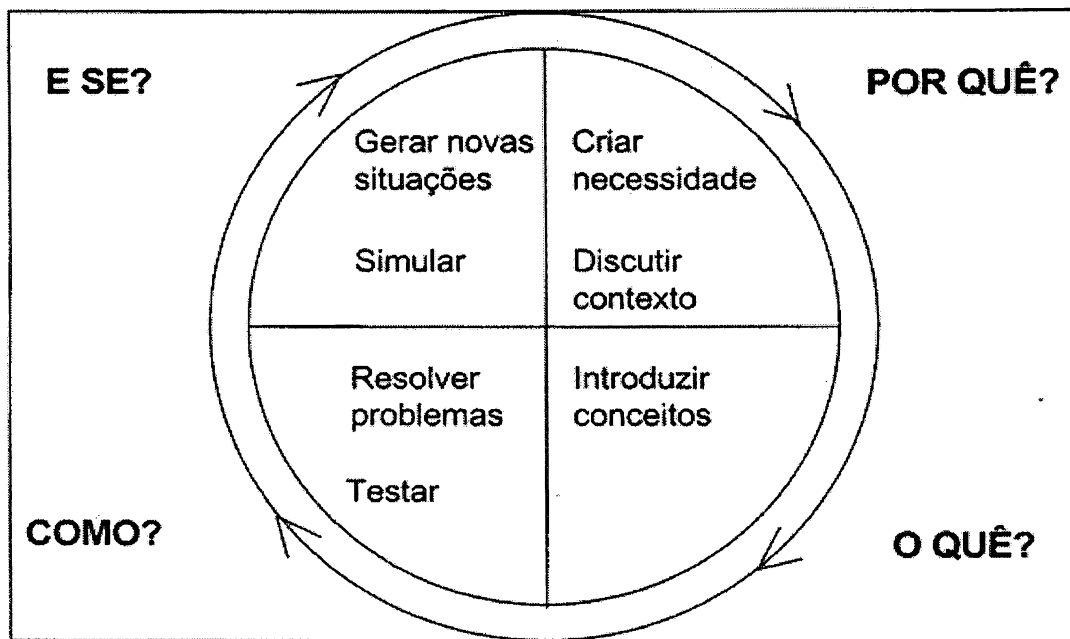 E SE?
POR QUÊ?
Gerar novas
situações
Simular
Criar
necessidade
Discutir
contexto
Resolver
problemas
Testar
Introduzir
conceitos
COMO?
O QUÊ?